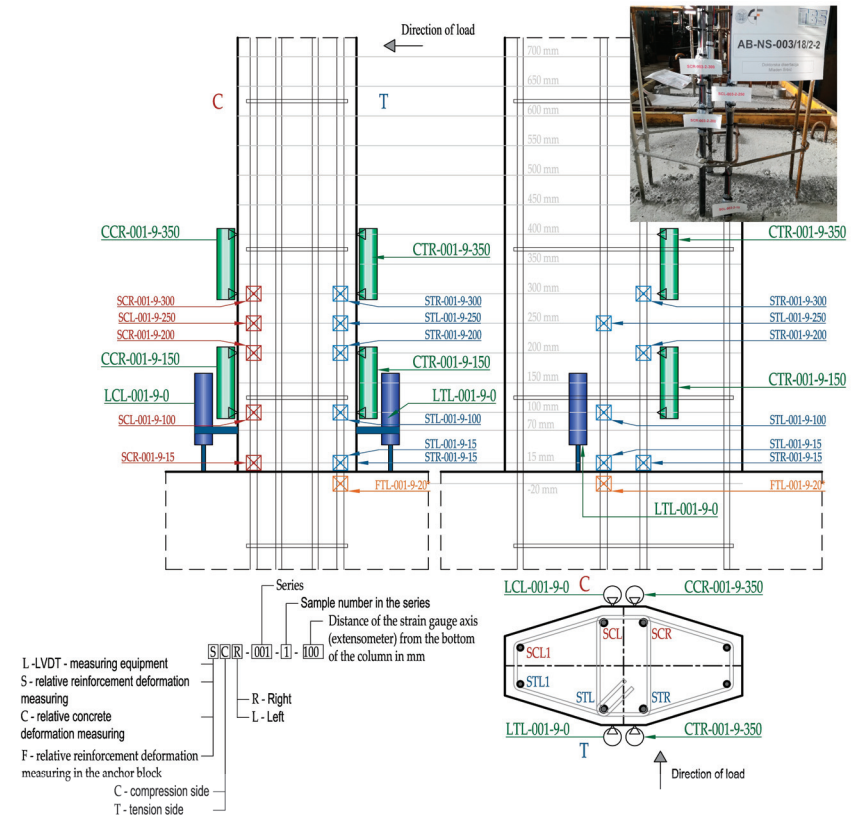 Direction of load
AB-NS-003/18/2-2
C
T
700 mm
650 mm
600 mm
550 mm
500 mm
450 mm
400 mm
350 mm
300 mm
250 mm
200 mm
150 mm
100 mm
70 mm
15 mm
-20 mm
CCR-001-9-350
SCR-001-9-300
SCL-001-9-250
SCR-001-9-200
CCR-001-9-150
LCL-001-9-0
SCL-001-9-100
SCR-001-9-15
CTR-001-9-350
STR-001-9-300
STL-001-9-250
STR-001-9-200
CTR-001-9-150
LTL-001-9-0
STL-001-9-100
STL-001-9-15
STR-001-9-15
FTL-001-9-20
CTR-001-9-350
STR-001-9-300
STL-001-9-250
STR-001-9-200
CTR-001-9-150
STL-001-9-100
STL-001-9-15
STR-001-9-15
FTL-001-9-20
LTL-001-9-0
Series
Sample number in the series
Distance of the strain gauge axis
(extensometer) from the bottom
of the column in mm
S C R - 001 - 1 - 100
L -LVDT - measuring equipment
S - relative reinforcement deformation
measuring
C - relative concrete
deformation measuring
F - relative reinforcement deformation
measuring in the anchor block
R - Right
L - Left
C - compression side
T - tension side
LCL-001-9-0
C
CCR-001-9-350
SCL
SCR
SCL1
STL1
STL
STR
LTL-001-9-0
T
CTR-001-9-350
Direction of load